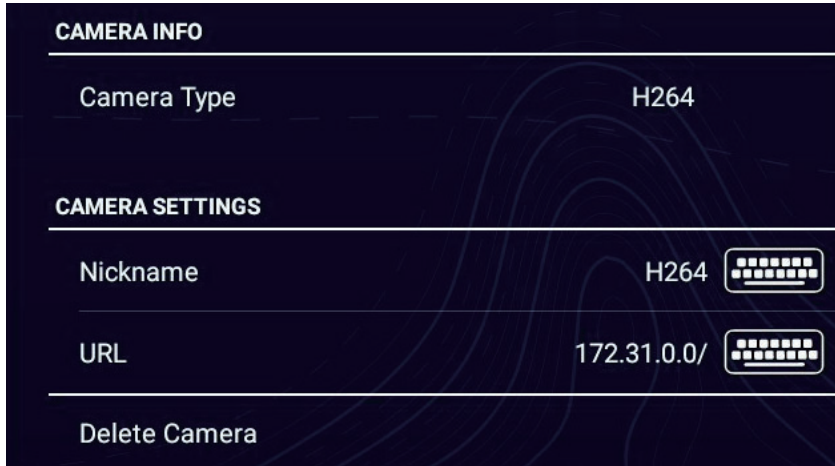 CAMERA INFO
Camera Type H264
CAMERA SETTINGS
Nickname H264
URL 172.31.0.0/
Delete Camera